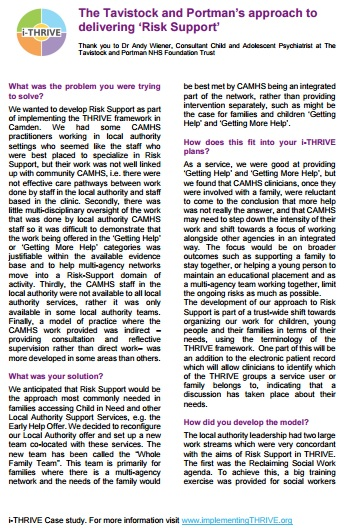 i-THRIVE
The Tavistock and Portman's approach to
delivering 'Risk Support'
Thank you to Dr Andy Wiener, Consultant Child and Adolescent Psychiatrist at The
Tavistock and Portman NHS Foundation Trust
What was the problem you were trying
to solve?
We wanted to develop Risk Support as part
of implementing the THRIVE framework in
Camden. We had some CAMHS
practitioners working in local authority
settings who seemed like the staff who
were best placed to specialize in Risk
Support, but their work was not well linked
up with community CAMHS, i.e. there were
not effective care pathways between work
done by staff in the local authority and staff
based in the clinic. Secondly, there was
little multi-disciplinary oversight of the work
that was done by local authority CAMHS
staff so it was difficult to demonstrate that
the work being offered in the 'Getting Help'
or 'Getting More Help' categories was
justifiable within the available evidence
base and to help multi-agency networks
move into a Risk-Support domain of
activity. Thirdly, the CAMHS staff in the
local authority were not available to all local
authority services, rather it was only
available in some local authority teams.
Finally, a model of practice where the
CAMHS work provided was indirect –
providing consultation and reflective
supervision rather than direct work– was
more developed in some areas than others.
What was your solution?
We anticipated that Risk Support would be
the approach most commonly needed in
families accessing Child in Need and other
Local Authority Support Services, e.g. the
Early Help Offer. We decided to reconfigure
our Local Authority offer and set up a new
team co-located with these services. The
new team has been called the "Whole
Family Team". This team is primarily for
families where there is a multi-agency
network and the needs of the family would
be best met by CAMHS being an integrated
part of the network, rather than providing
intervention separately, such as might be
the case for families and children 'Getting
Help' and 'Getting More Help'.
How does this fit into your i-THRIVE
plans?
As a service, we were good at providing
'Getting Help' and 'Getting More Help', but
we found that CAMHS clinicians, once they
were involved with a family, were reluctant
to come to the conclusion that more help
was not really the answer, and that CAMHS
may need to step down the intensity of their
work and shift towards a focus of working
alongside other agencies in an integrated
way. The focus would be on broader
outcomes such as supporting a family to
stay together, or helping a young person to
maintain an educational placement and as
a multi-agency team working together, limit
the ongoing risks as much as possible.
The development of our approach to Risk
Support is part of a trust-wide shift towards
organizing our work for children, young
people and their families in terms of their
needs, using the terminology of the
THRIVE framework. One part of this will be
an addition to the electronic patient record
which will allow clinicians to identify which
of the THRIVE groups a service user or
family belongs to, indicating that a
discussion has taken place about their
needs.
How did you develop the model?
The local authority leadership had two large
work streams which were very concordant
with the aims of Risk Support in THRIVE.
The first was the Reclaiming Social Work
agenda. To achieve this, a big training
exercise was provided for social workers
i-THRIVE Case study. For more information visit www.implementingTHRIVE.org